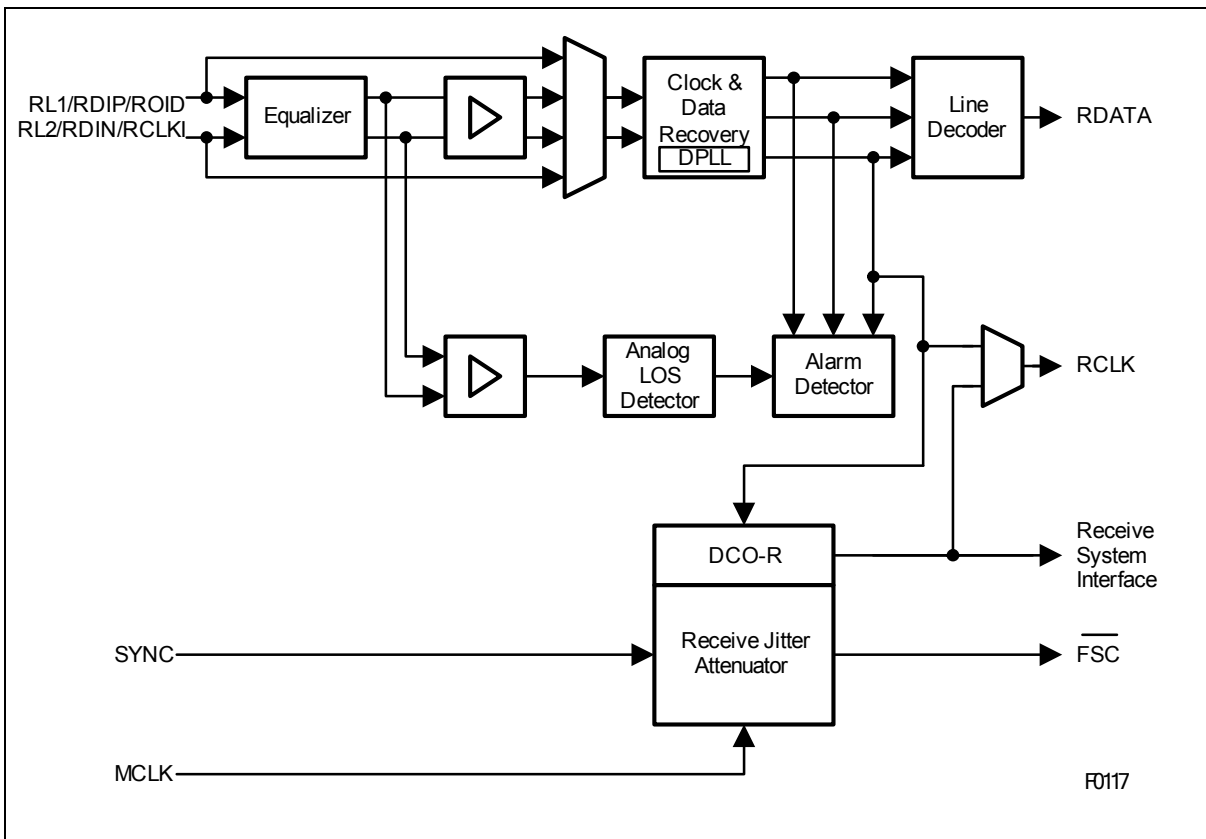 RL1/RDIP/ROID
RL2/RDIN/RCLKI
Equalizer
Clock &
Data
Recovery
DPLL
Line
Decoder
RDATA
Analog
LOS
Detector
Alarm
Detector
RCLK
DCO-R
Receive
System
Interface
Receive Jitter
Attenuator
SYNC
FSC
MCLK
F0117